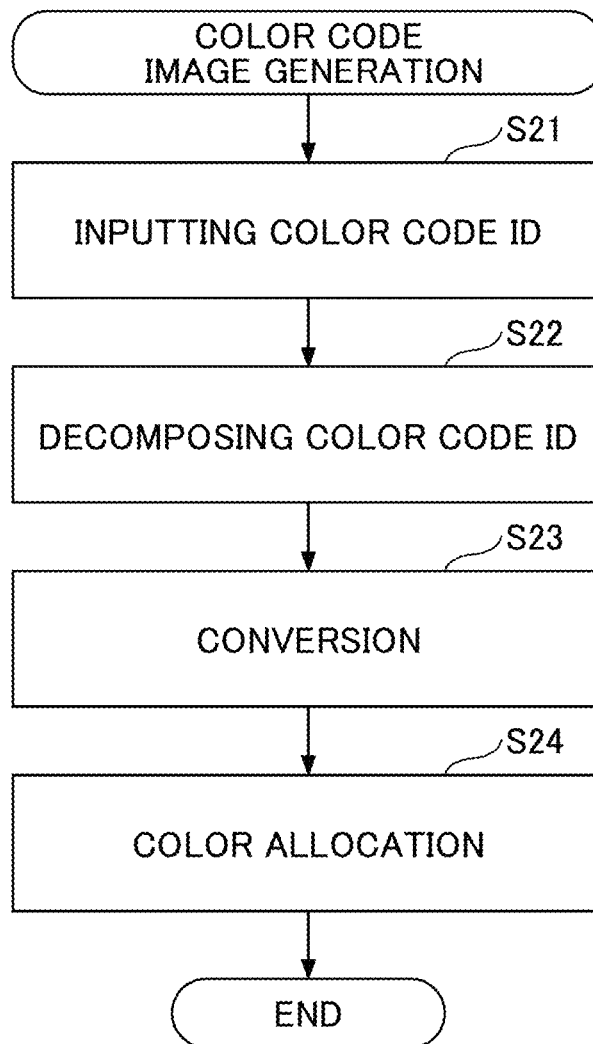 COLOR CODE
IMAGE GENERATION
S21
INPUTTING COLOR CODE ID
S22
DECOMPOSING COLOR CODE ID
S23
CONVERSION
S24
COLOR ALLOCATION
END